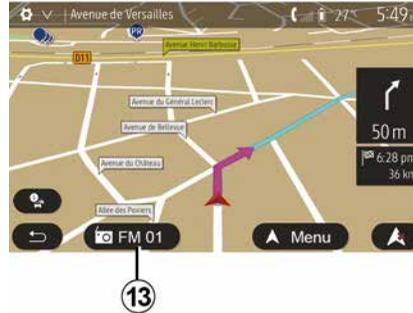 Avenue de Versailles
27°
5:49
PR
Avenue Henri Barbusse
D11
Avenue du Général Leclerc
50 m
Avenue de Bellevue
6:28 pm
Avenue du Château
36 km
Allée des Poiriers
FM 01
Menu
13